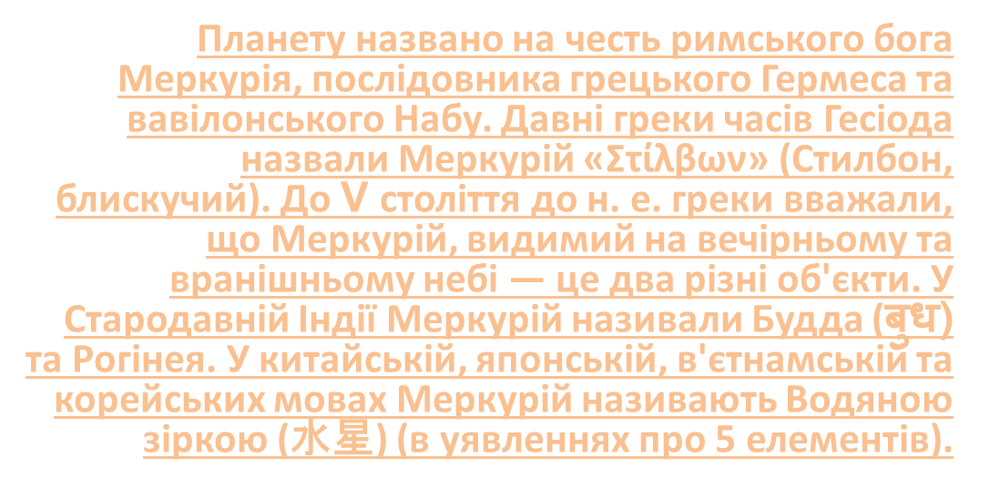 Планету названо на честь римського бога
Меркурія, послідовника грецького Гермеса та
вавілонського Набу. Давні греки часів Гесіода
назвали Меркурій «Στίλβων» (Стилбон,
блискучий). До V століття до н. е. греки вважали,
що Меркурій, видимий на вечірньому та
вранішньому небі — це два різні об'єкти. У
Стародавній Індії Меркурій називали Будда (बुध)
та Рогінея. У китайській, японській, в'єтнамській та
корейських мовах Меркурій називають Водяною
зіркою (水星) (в уявленнях про 5 елементів).